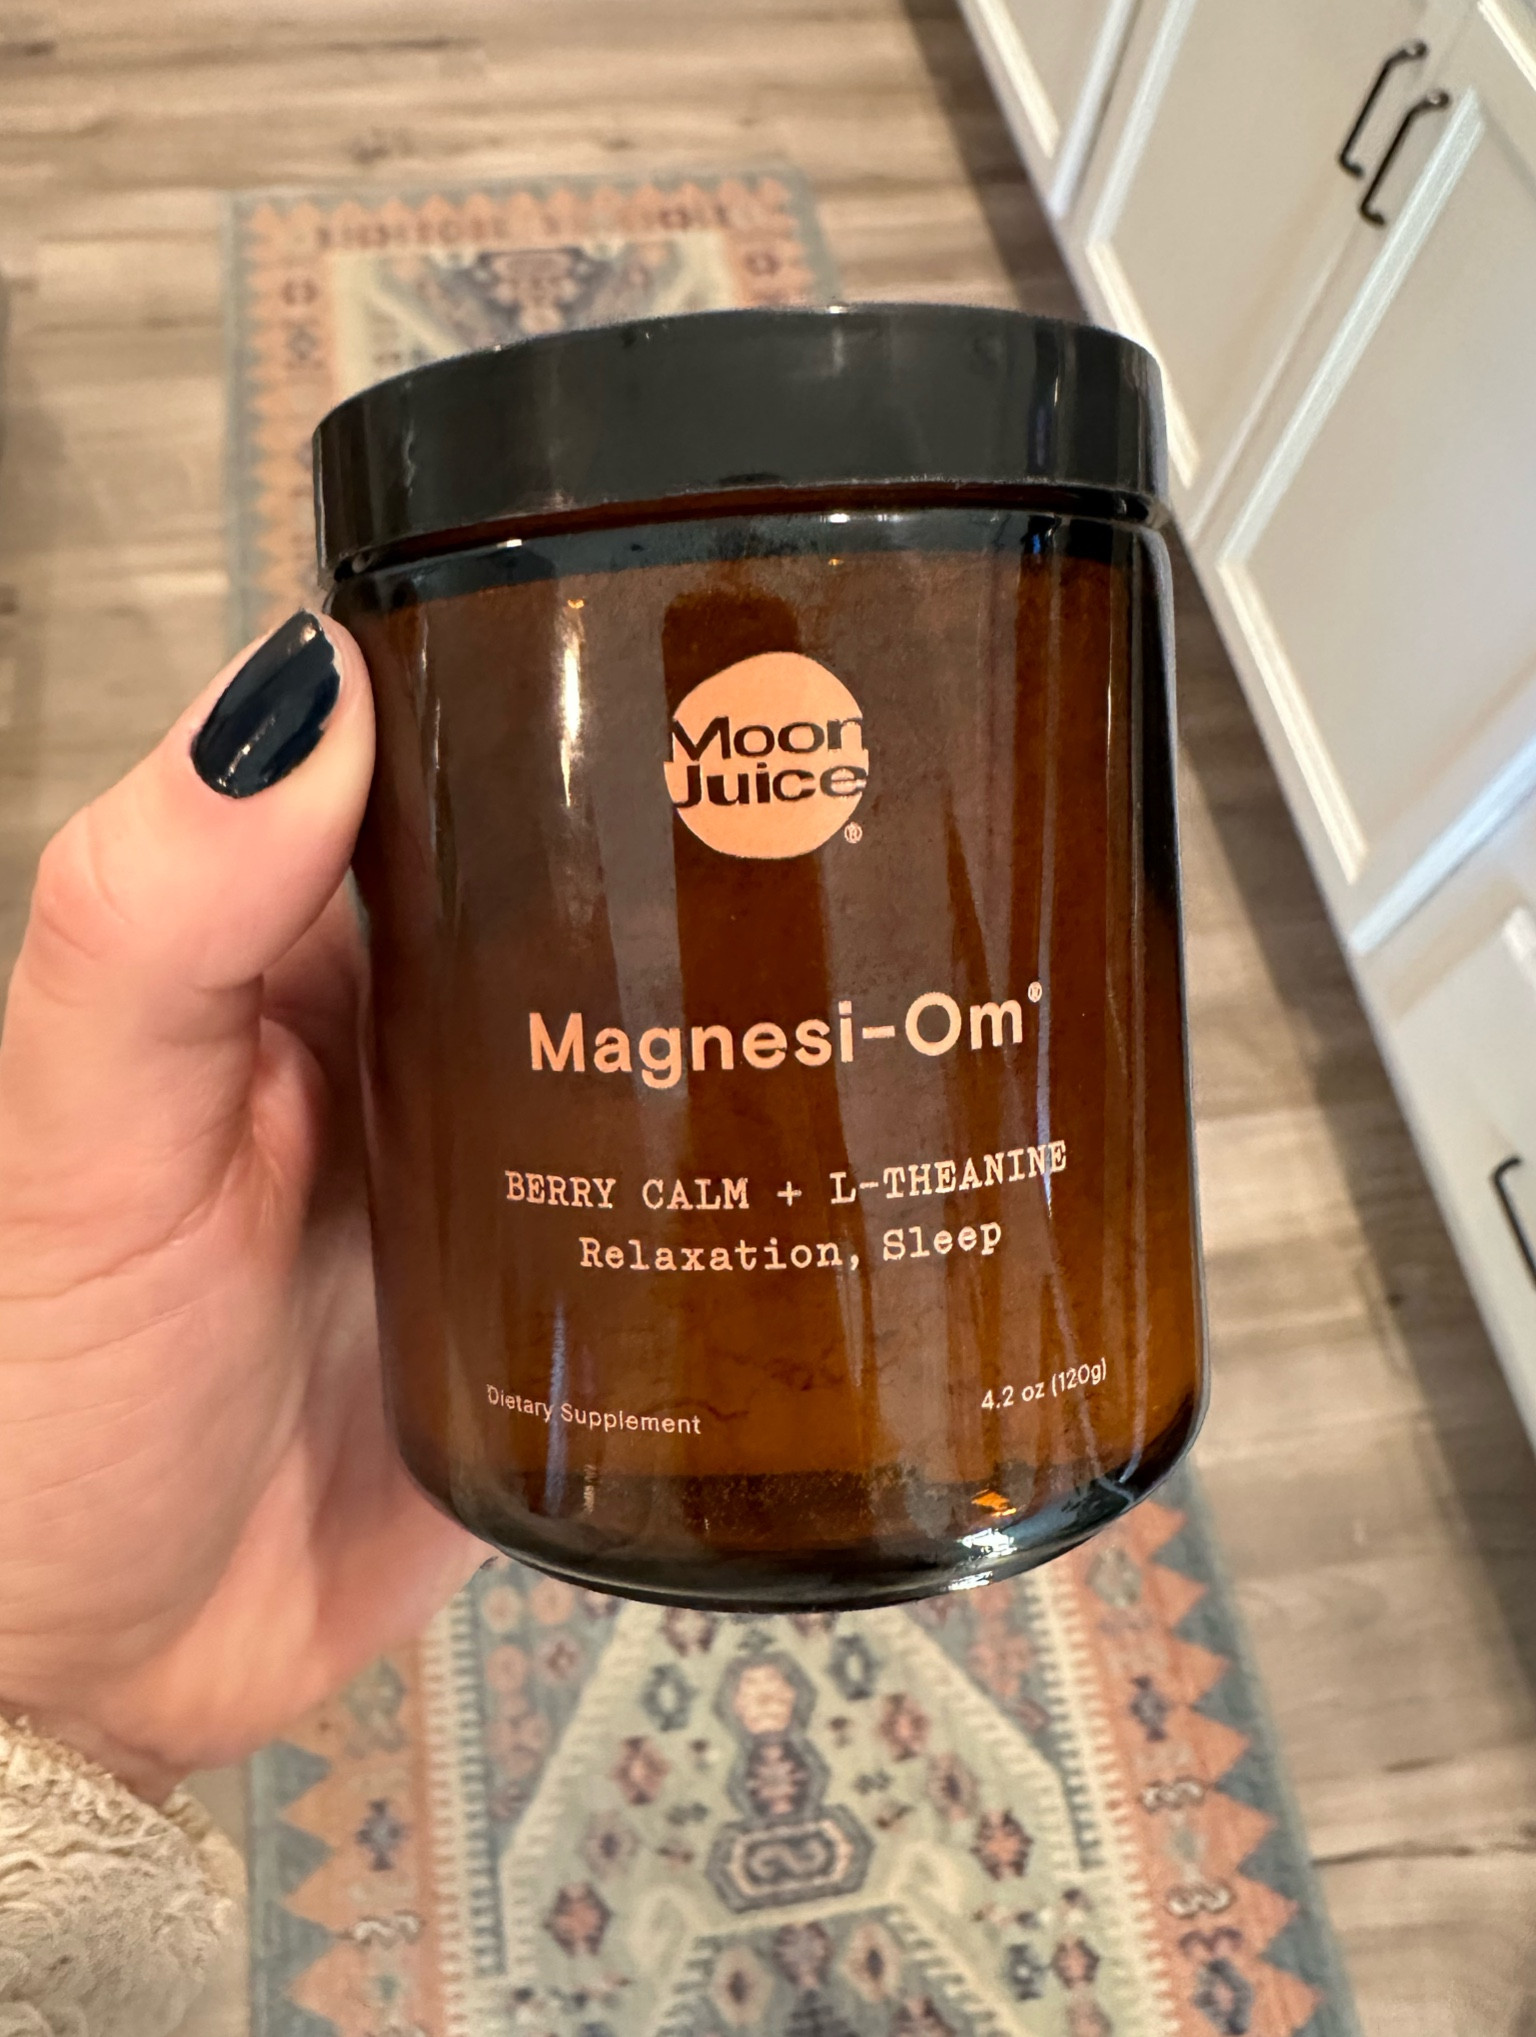 Moon
Juice
®
Magnesi-Om®
BERRY CALM + L-THEANINE
Relaxation, Sleep
Dietary Supplement
4.2 oz (120g)